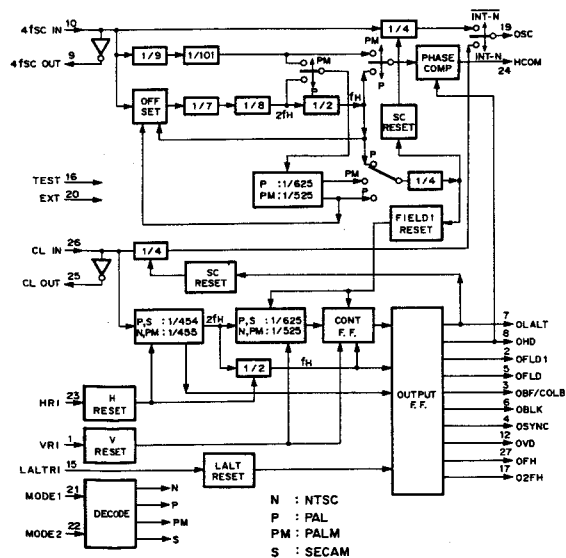 4fSC IN 10
4fSC OUT 9
1/4
INT-N
19 OSC
INT-N
1/9
1/101
PM
P
PM
P
PHASE COMP
HCOM
24
OFF SET
1/7
1/8
2fH
1/2
fH
SC RESET
TEST 16
EXT 20
P :1/625
PM:1/525
PM
P
P
1/4
FIELD1 RESET
CL IN 26
CL OUT 25
1/4
SC RESET
P,S :1/454
N,PM:1/455
2fH
P,S :1/625
N,PM:1/525
CONT F.F.
1/2
fH
OUTPUT F.F.
7 OLALT
8 OHD
2 OFLD1
5 OFLD
3 OBF/COLB
6 OBLK
4 OSYNC
12 OVD
27 OFH
17 O2FH
HRI 23
H RESET
VRI 1
V RESET
LALTRI 15
LALT RESET
MODE1 21
MODE2 22
DECODE
N
P
PM
S
N : NTSC
P : PAL
PM : PALM
S : SECAM